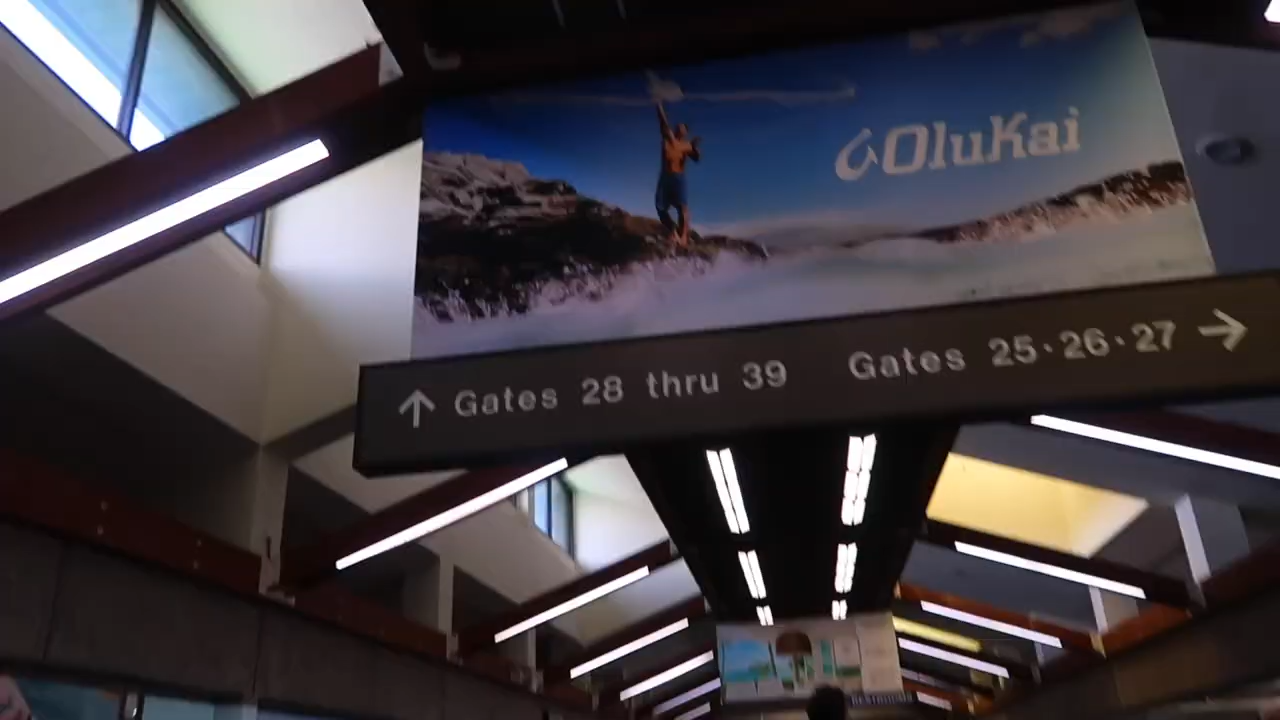 OluKai
↑ Gates 28 thru 39 Gates 25·26·27 →